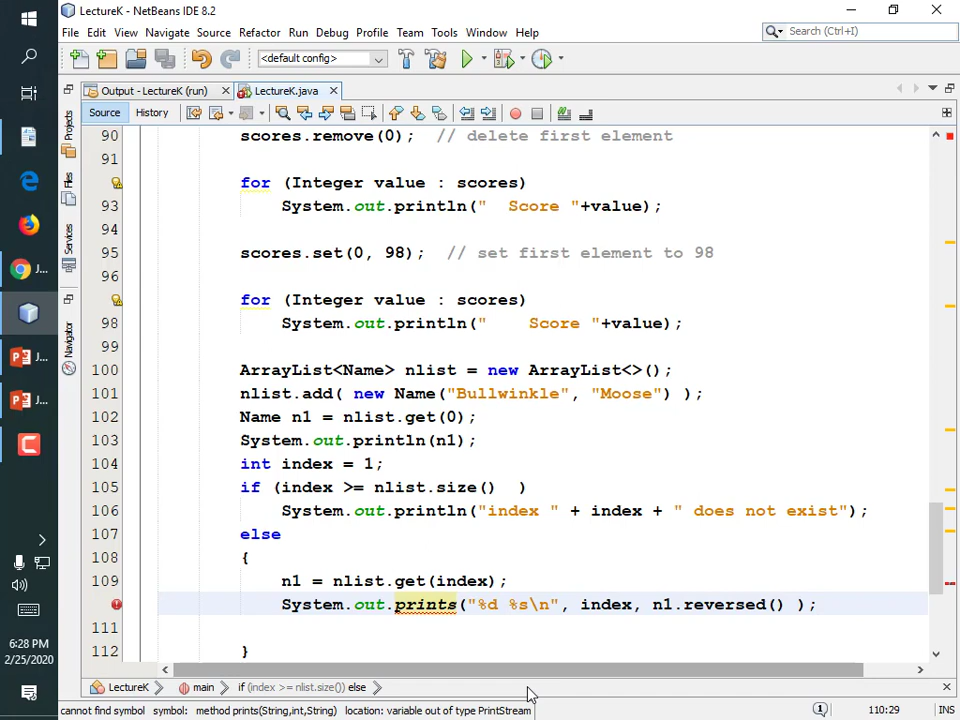 LectureK - NetBeans IDE 8.2
File Edit View Navigate Source Refactor Run Debug Profile Team Tools Window Help
Search (Ctrl+I)
<default config>
Output - LectureK (run)
LectureK.java
Source History
Projects
Files
Services
Navigator
90 scores.remove(0); // delete first element
91
for (Integer value : scores)
93 System.out.println(" Score "+value);
94
95 scores.set(0, 98); // set first element to 98
96
for (Integer value : scores)
98 System.out.println(" Score "+value);
99
100 ArrayList<Name> nlist = new ArrayList<>();
101 nlist.add( new Name("Bullwinkle", "Moose") );
102 Name n1 = nlist.get(0);
103 System.out.println(n1);
104 int index = 1;
105 if (index >= nlist.size() )
106 System.out.println("index " + index + " does not exist");
107 else
108 {
109 n1 = nlist.get(index);
System.out.prints("%d %s\n", index, n1.reversed() );
111
112 }
J...
J...
J...
6:28 PM
2/25/2020
LectureK main if (index >= nlist.size()) else
cannot find symbol symbol: method prints(String,int,String) location: variable out of type PrintStream
1
110:29 INS